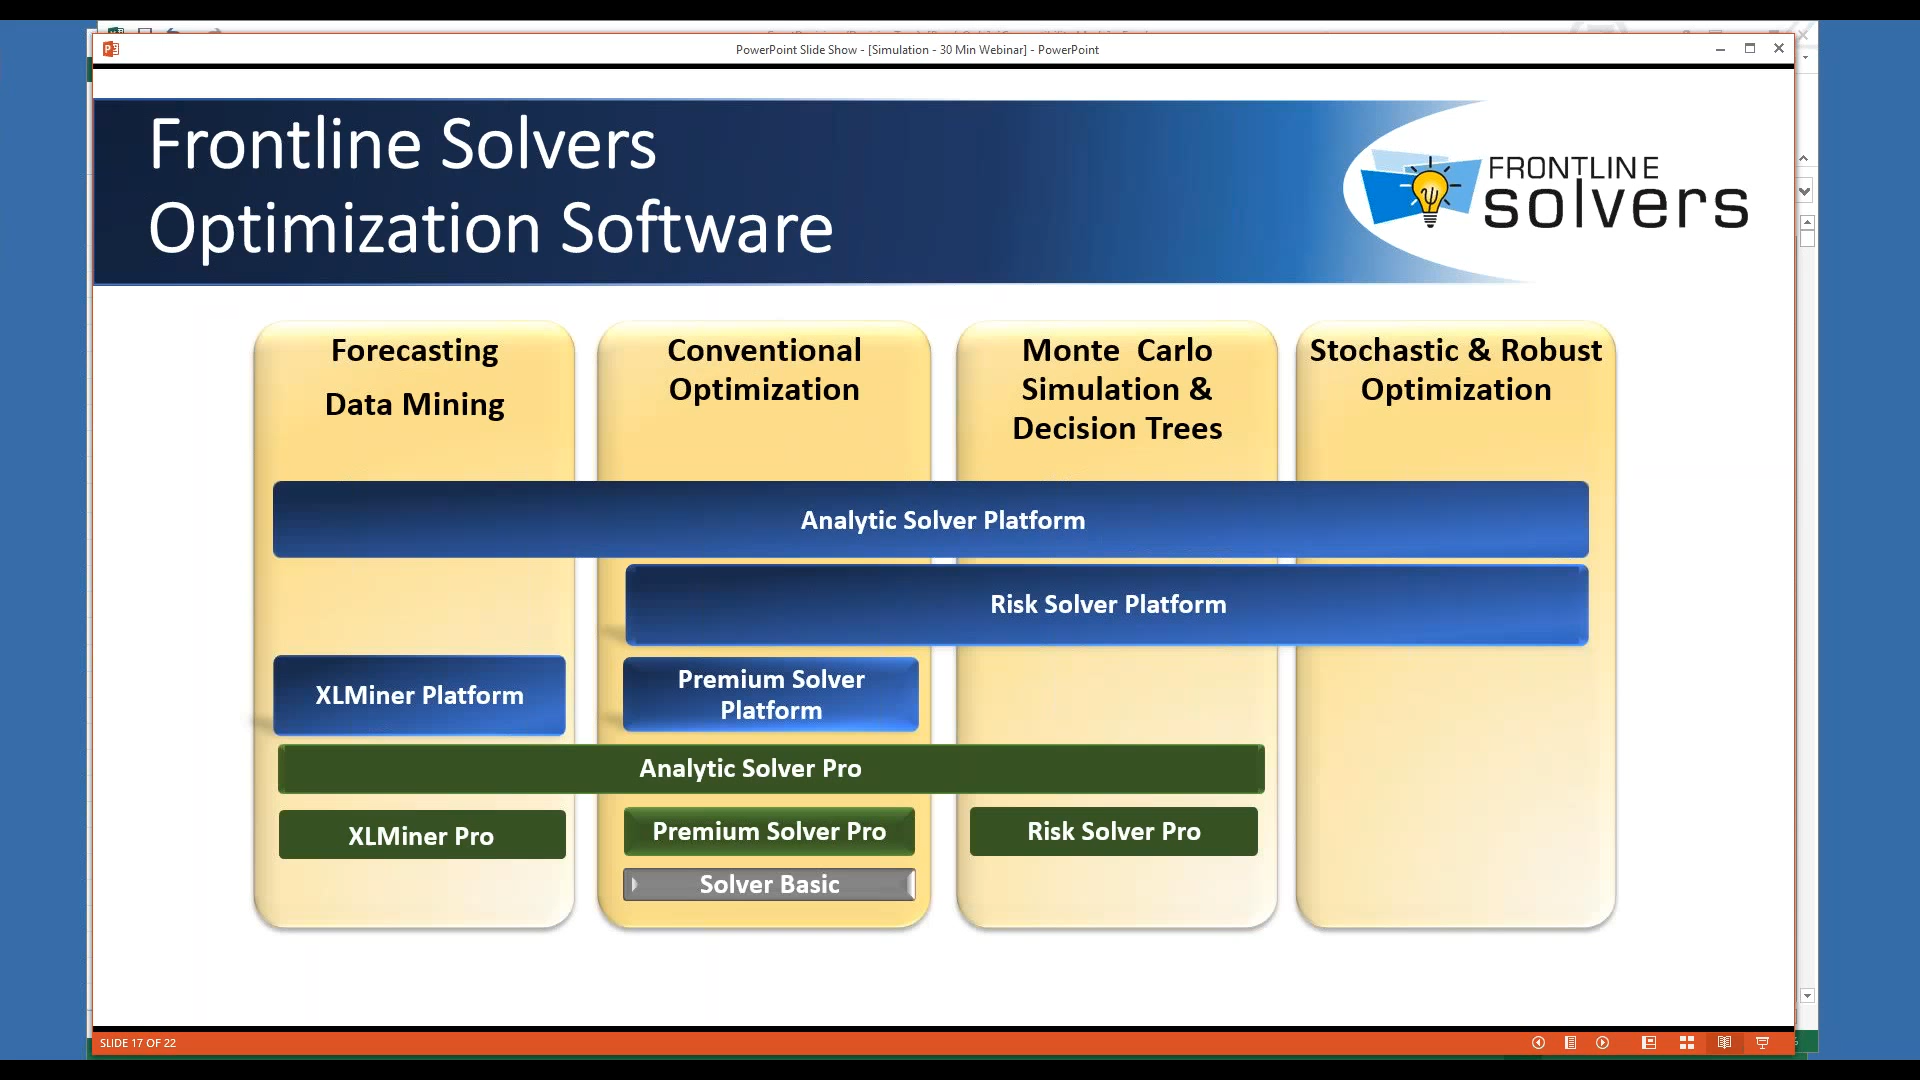 PowerPoint Slide Show - [Simulation - 30 Min Webinar] - PowerPoint
Frontline Solvers
Optimization Software
FRONTLINE
solvers
Forecasting
Data Mining
Conventional
Optimization
Monte Carlo
Simulation &
Decision Trees
Stochastic & Robust
Optimization
Analytic Solver Platform
Risk Solver Platform
XLMiner Platform
Premium Solver
Platform
Analytic Solver Pro
XLMiner Pro
Premium Solver Pro
Risk Solver Pro
Solver Basic
SLIDE 17 OF 22